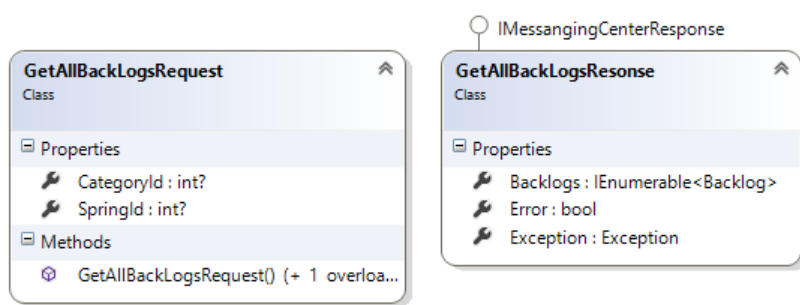 GetAllBackLogsRequest
Class
Properties
CategoryId : int?
SpringId : int?
Methods
GetAllBackLogsRequest() (+ 1 overloa...
IMessangingCenterResponse
GetAllBackLogsResonse
Class
Properties
Backlogs : IEnumerable<Backlog>
Error : bool
Exception : Exception